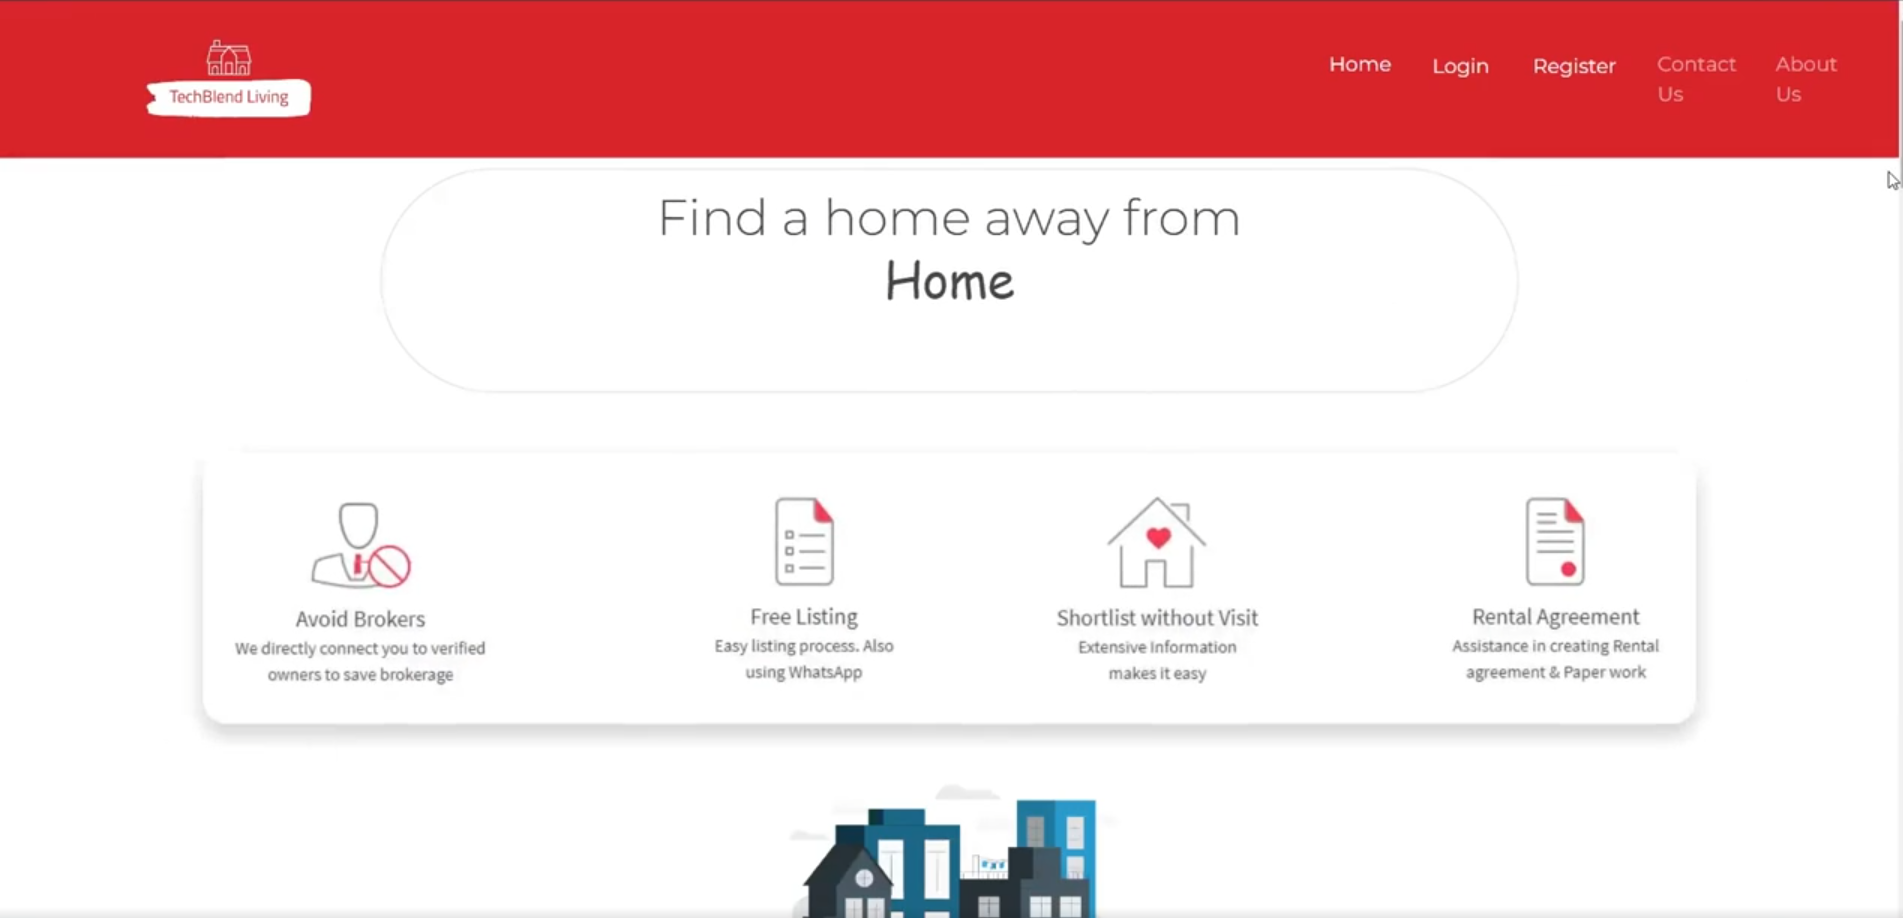 TechBlend Living
Home
Login
Register
Contact
Us
About
Us
Find a home away from
Home
Avoid Brokers
We directly connect you to verified
owners to save brokerage
Free Listing
Easy listing process. Also
using WhatsApp
Shortlist without Visit
Extensive Information
makes it easy
Rental Agreement
Assistance in creating Rental
agreement & Paper work